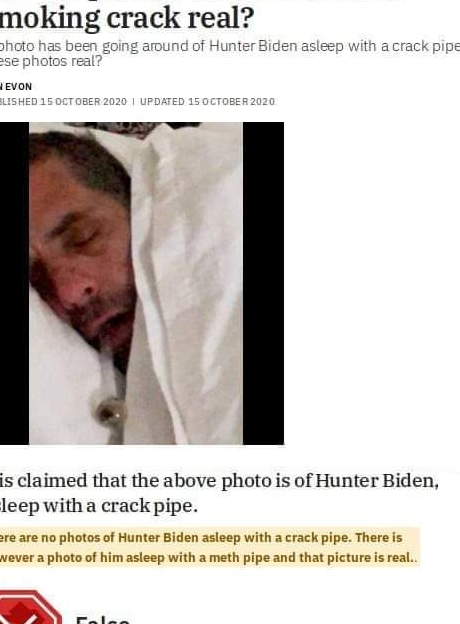 moking crack real?
photo has been going around of Hunter Biden asleep with a crack pipe
ese photos real?
N EVON
BLISHED 15 OCTOBER 2020 | UPDATED 15 OCTOBER 2020
is claimed that the above photo is of Hunter Biden,
sleep with a crack pipe.
ere are no photos of Hunter Biden asleep with a crack pipe. There is
wever a photo of him asleep with a meth pipe and that picture is real..
False